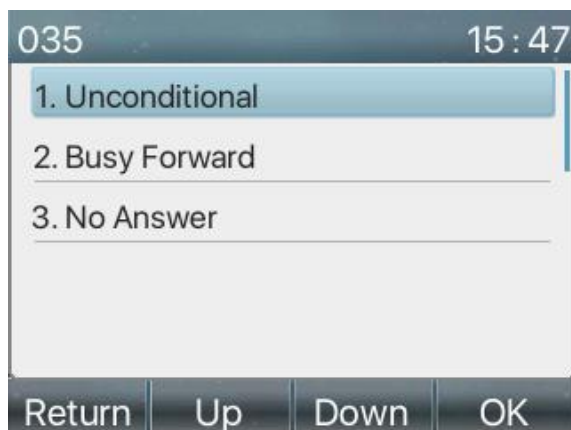 035 15:47
1. Unconditional
2. Busy Forward
3. No Answer
Return Up Down OK